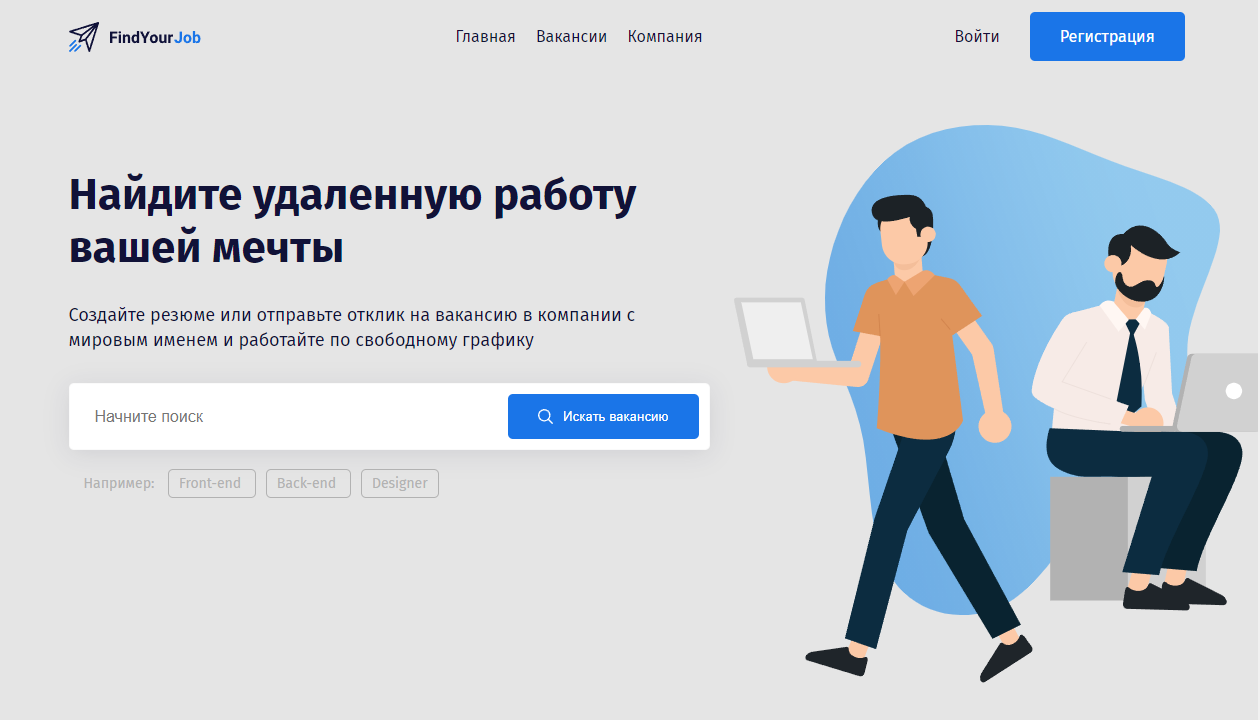 FindYourJob
Главная Вакансии Компания
Войти
Регистрация
Найдите удаленную работу
вашей мечты
Создайте резюме или отправьте отклик на вакансию в компании с
мировым именем и работайте по свободному графику
Начните поиск
Искать вакансию
Например: Front-end Back-end Designer